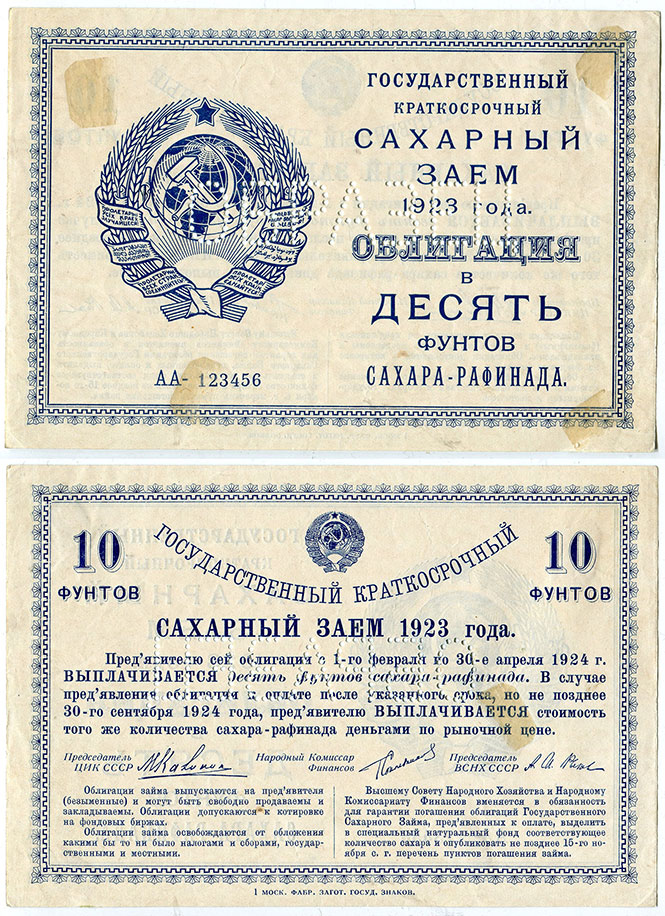 ГОСУДАРСТВЕННЫЙ
КРАТКОСРОЧНЫЙ
САХАРНЫЙ
ЗАЕМ
1923 года.
ОБЛИГАЦИЯ
В
ДЕСЯТЬ
ФУНТОВ
САХАРА-РАФИНАДА.
АА- 123456
10
ФУНТОВ
ГОСУДАРСТВЕННЫЙ КРАТКОСРОЧНЫЙ
10
ФУНТОВ
САХАРНЫЙ ЗАЕМ 1923 года.
Пред’явителю сей облигации с 1-го февраля по 30-е апреля 1924 г.
ВЫПЛАЧИВАЕТСЯ десять фунтов сахара-рафинада. В случае
пред’явления облигации к оплате после указанного срока, но не позднее
30-го сентября 1924 года, пред’явителю ВЫПЛАЧИВАЕТСЯ стоимость
того же количества сахара-рафинада деньгами по рыночной цене.
Председатель
ЦИК СССР
Народный Комиссар
Финансов
Председатель
ВСНХ СССР
Облигации займа выпускаются на пред’явителя
(безыменные) и могут быть свободно продаваемы и
закладываемы. Облигации допускаются к котировке
на фондовых биржах.
Облигации займа освобождаются от обложения
какими бы то ни было налогами и сборами, государ-
ственными и местными.
Высшему Совету Народного Хозяйства и Народному
Комиссариату Финансов вменяется в обязанность
для гарантии погашения облигаций Государственного
Сахарного Займа, пред’явленных к оплате, выделить
в специальный натуральный фонд соответствующее
количество сахара и опубликовать не позднее 15-го
ноября с. г. перечень пунктов погашения займа.
1 МОСК. ФАБР. ЗАГОТ. ГОСУД. ЗНАКОВ.